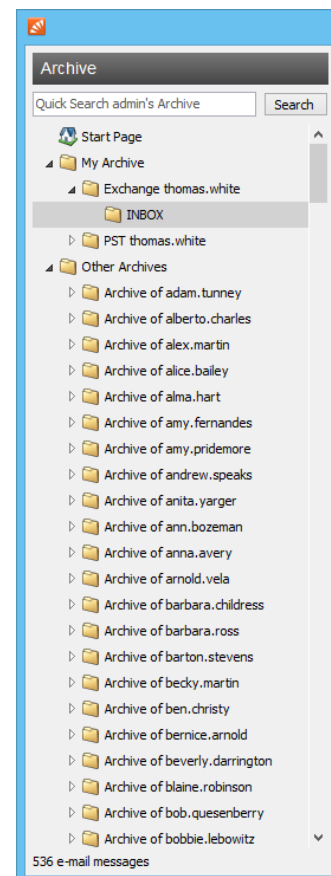 Archive
Quick Search admin's Archive Search
Start Page
My Archive
Exchange thomas.white
INBOX
PST thomas.white
Other Archives
Archive of adam.tunney
Archive of alberto.charles
Archive of alex.martin
Archive of alice.bailey
Archive of alma.hart
Archive of amy.fernandes
Archive of amy.pridemore
Archive of andrew.speaks
Archive of anita.yarger
Archive of ann.bozeman
Archive of anna.avery
Archive of arnold.vela
Archive of barbara.childress
Archive of barbara.ross
Archive of barton.stevens
Archive of becky.martin
Archive of ben.christy
Archive of bernice.arnold
Archive of beverly.darrington
Archive of blaine.robinson
Archive of bob.quesenberry
Archive of bobbie.lebowitz
536 e-mail messages